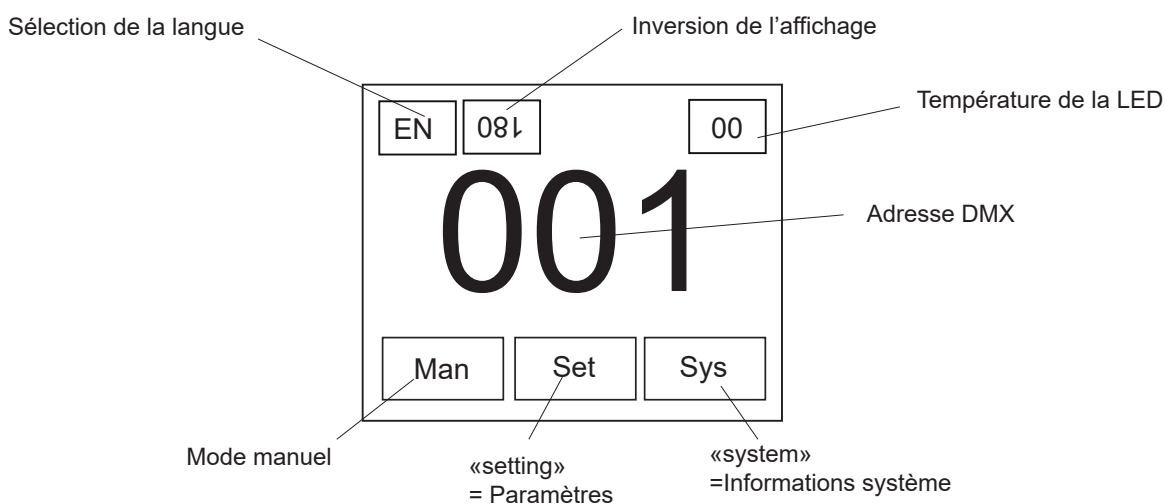 Sélection de la langue
Inversion de l’affichage
Température de la LED
EN
180
00
001
Adresse DMX
Man
Set
Sys
Mode manuel
«setting»
= Paramètres
«system»
=Informations système